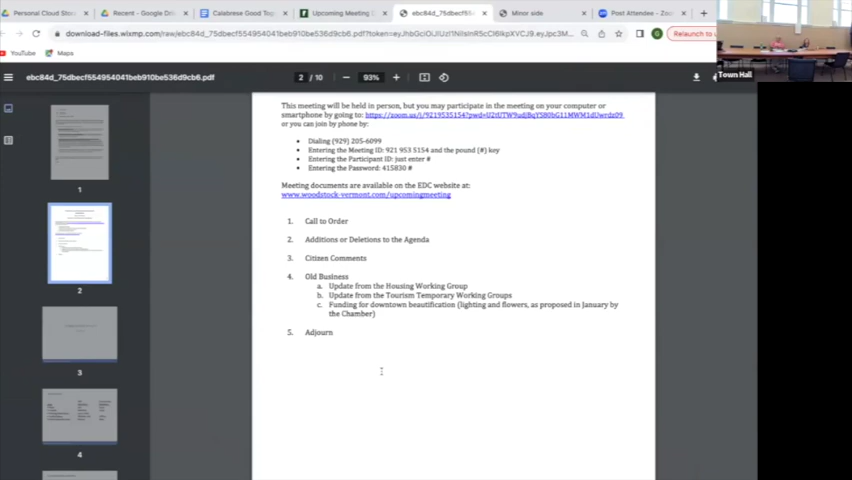 Personal Cloud Stora
Recent - Google Dri
Calabrese Good Tog
Upcoming Meeting
ebc84d_75dbecf55
Minor side
Post Attendee - Zoo
Relaunch to u
YouTube
Maps
Town Hall
ebc84d_75dbecf554954041beb910be536d9cb6.pdf
2 / 10
93%
This meeting will be held in person, but you may participate in the meeting on your computer or
smartphone by going to:
or you can join by phone by:
• Dialing (929) 205-6099
• Entering the Meeting ID: 921 953 5154 and the pound (#) key
• Entering the Participation ID: just enter #
• Entering the Password: 415830 #
Meeting documents are available on the EDC website at:
www.woodstock-vermont.com/upcomingmeeting
1. Call to Order
2. Additions or Deletions to the Agenda
3. Citizen Comments
4. Old Business
a. Update from the Housing Working Group
b. Update from the Tourism Temporary Working Groups
c. Funding for downtown beautification (lighting and flowers, as proposed in January by
the Chamber)
5. Adjourn
1
2
3
4